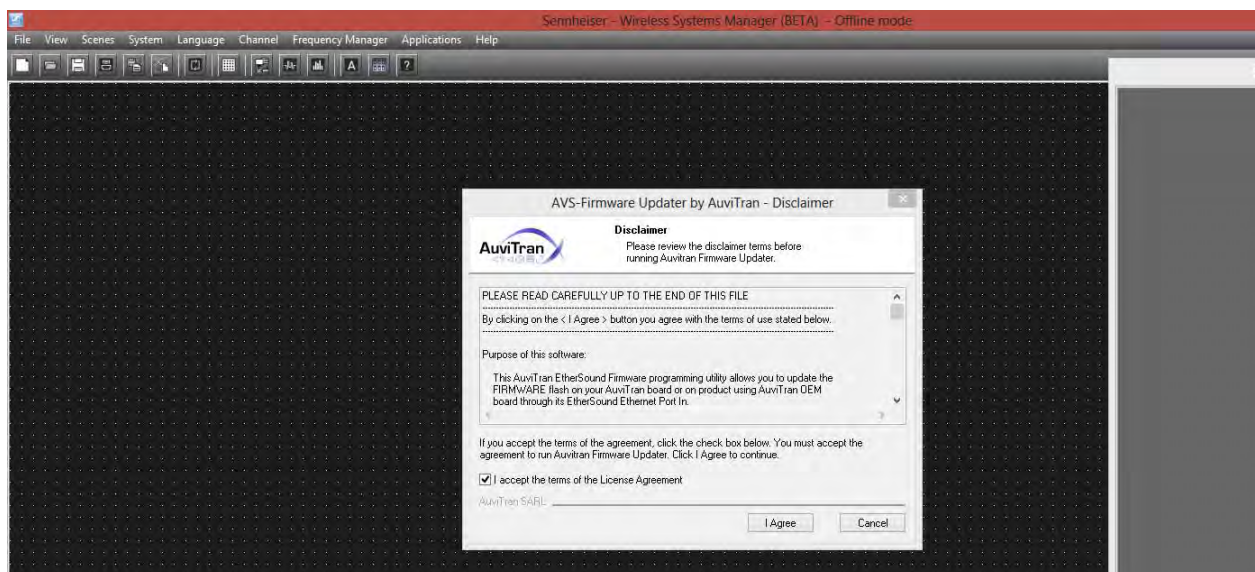 Sennheiser - Wireless Systems Manager (BETA) - Offline mode
File View Scenes System Language Channel Frequency Manager Applications Help
A ?
AVS-Firmware Updater by AuviTran - Disclaimer
AuviTran
Disclaimer
Please review the disclaimer terms before
running Auvitran Firmware Updater.
PLEASE READ CAREFULLY UP TO THE END OF THIS FILE
By clicking on the < I Agree > button you agree with the terms of use stated below.
Purpose of this software:
This AuviTran EtherSound Firmware programming utility allows you to update the
FIRMWARE flash on your AuviTran board or on product using AuviTran OEM
board through its EtherSound Ethernet Port In.
If you accept the terms of the agreement, click the check box below. You must accept the
agreement to run Auvitran Firmware Updater. Click I Agree to continue.
I accept the terms of the License Agreement
AuviTran SARL
I Agree Cancel